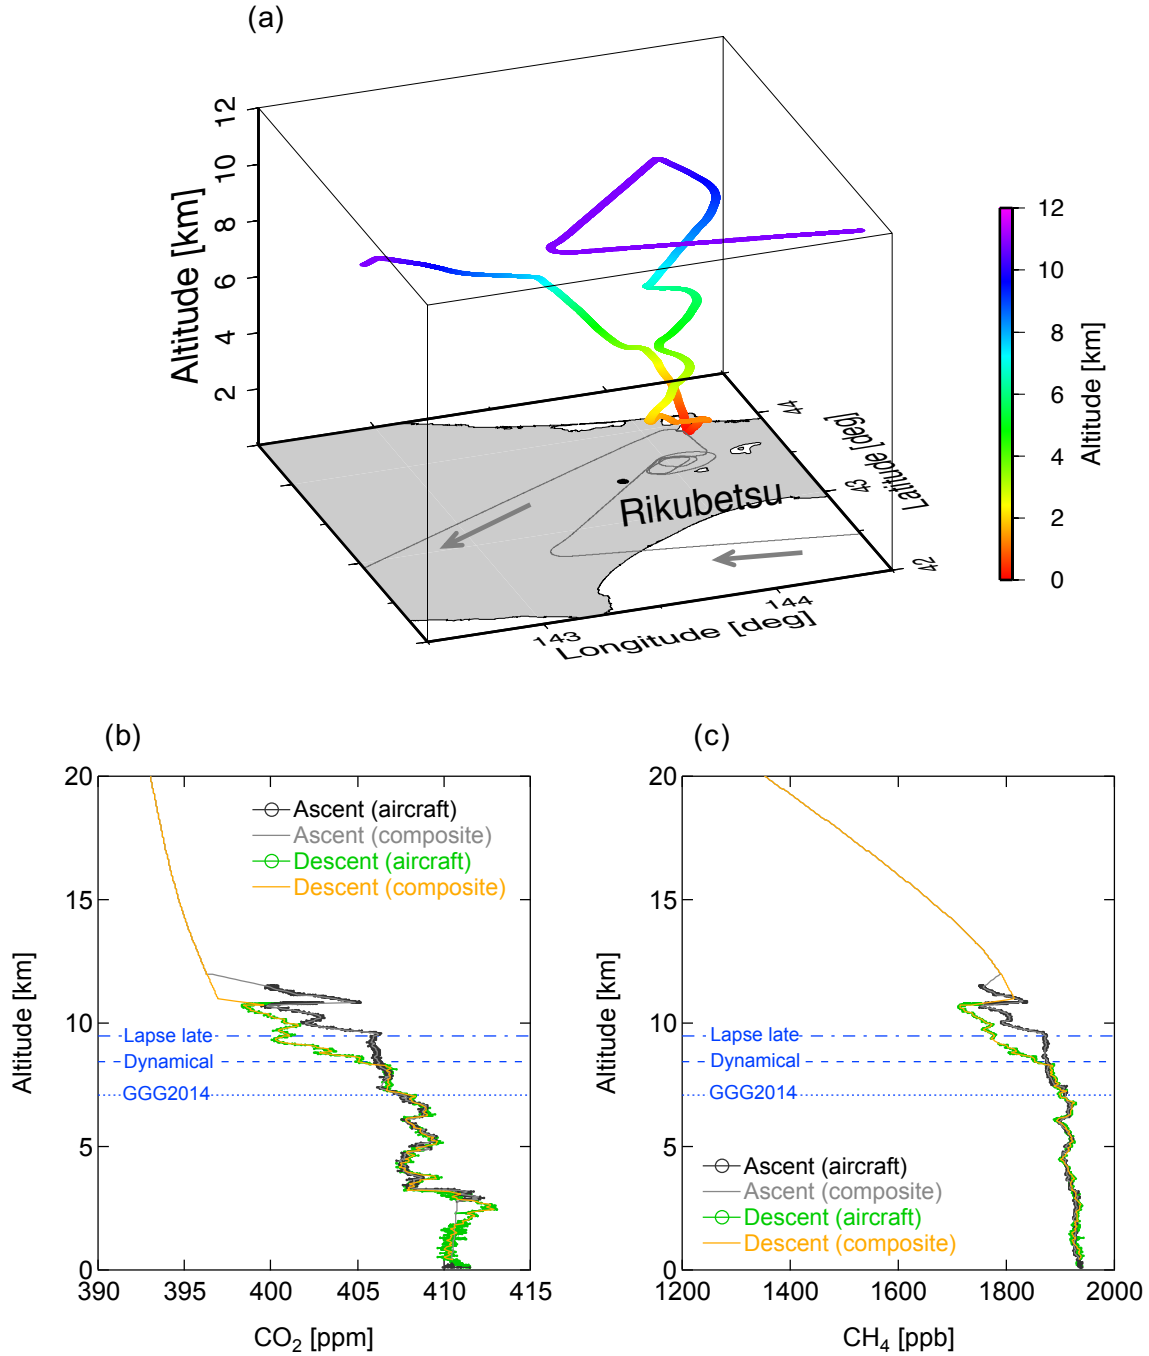 (a)
12
10
8
6
4
2
Altitude [km]
Rikubetsu
44
43
42
Latitude [deg]
143
144
Longitude [deg]
12
10
8
6
4
2
0
Altitude [km]
(b)
20
15
10
5
0
Altitude [km]
Ascent (aircraft)
Ascent (composite)
Descent (aircraft)
Descent (composite)
Lapse late
Dynamical
GGG2014
390 395 400 405 410 415
CO2 [ppm]
(c)
20
15
10
5
0
Altitude [km]
Lapse late
Dynamical
GGG2014
Ascent (aircraft)
Ascent (composite)
Descent (aircraft)
Descent (composite)
1200 1400 1600 1800 2000
CH4 [ppb]